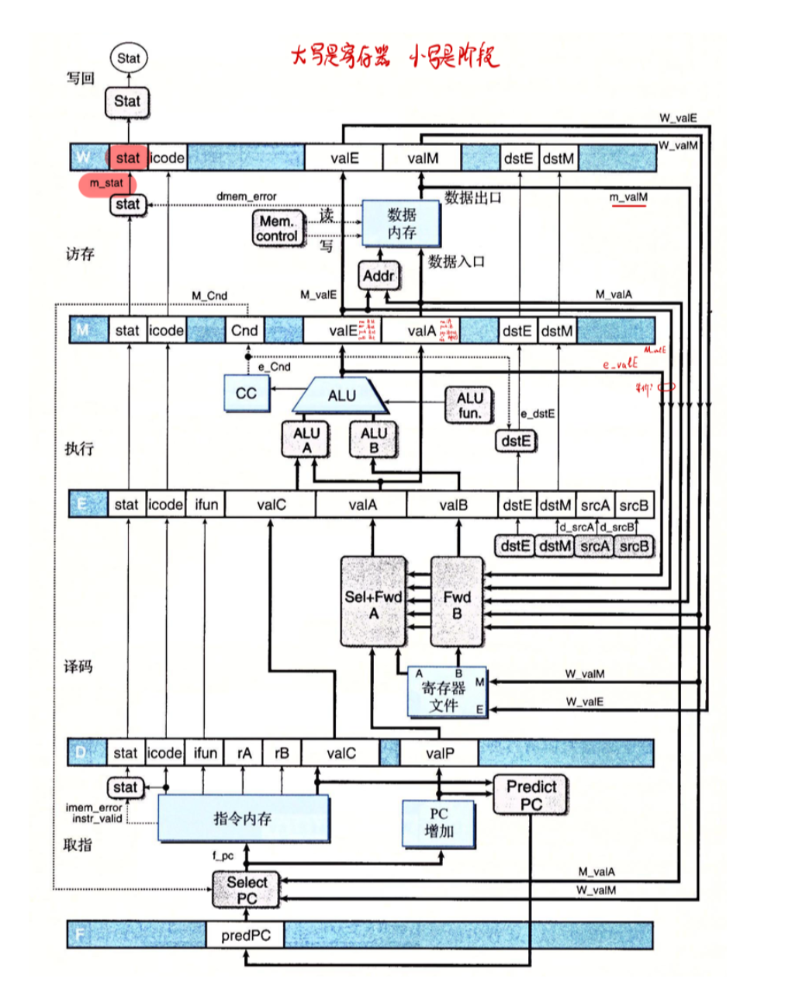 大写是寄存器 小写是阶段
Stat
写回
Stat
W_valE
W_valM
W stat icode valE valM dstE dstM
m_stat
stat
dmem_error
数据出口
m_valM
Mem. control
读
写
数据
内存
访存
Addr
数据入口
M_Cnd
M_valE
M_valA
M stat icode Cnd valE valA dstE dstM
M_valE
e_valE
e_Cnd
CC
ALU
ALU
fun.
e_dstE
ALU
A
ALU
B
dstE
执行
E stat icode ifun valC valA valB dstE dstM srcA srcB
d_srcA d_srcB
dstE dstM srcA srcB
Sel+Fwd
A
Fwd
B
译码
A B
M
E
寄存器
文件
W_valM
W_valE
D stat icode ifun rA rB valC valP
stat
Predict
PC
imem_error
instr_valid
指令内存
PC
增加
取指
f_pc
Select
PC
M_valA
W_valM
F predPC